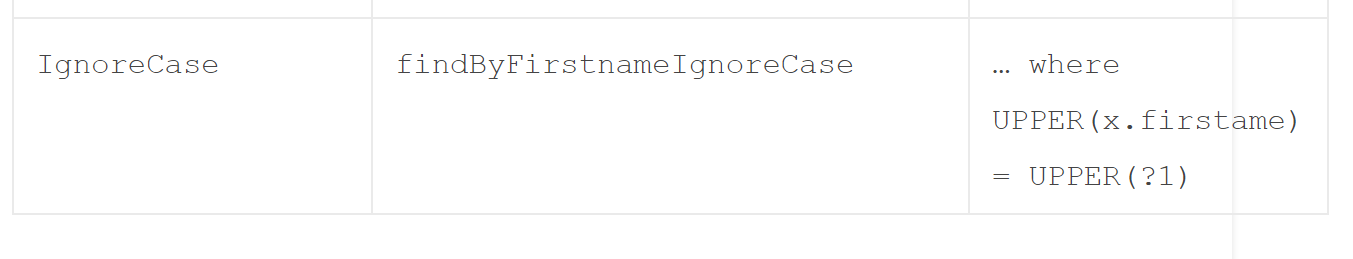 IgnoreCase
findByFirstnameIgnoreCase
… where
UPPER(x.firstame)
= UPPER(?1)